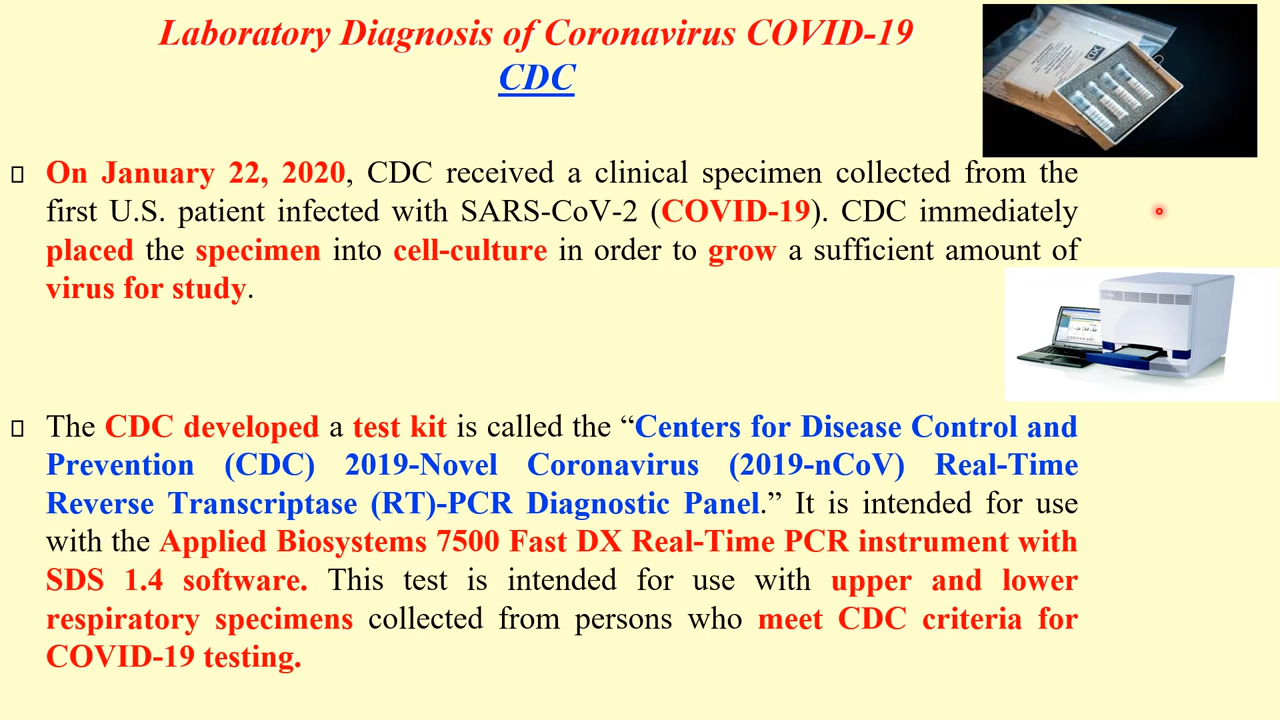 Laboratory Diagnosis of Coronavirus COVID-19
CDC
CDC
On January 22, 2020, CDC received a clinical specimen collected from the
first U.S. patient infected with SARS-CoV-2 (COVID-19). CDC immediately
placed the specimen into cell-culture in order to grow a sufficient amount of
virus for study.
The CDC developed a test kit is called the “Centers for Disease Control and
Prevention (CDC) 2019-Novel Coronavirus (2019-nCoV) Real-Time
Reverse Transcriptase (RT)-PCR Diagnostic Panel.” It is intended for use
with the Applied Biosystems 7500 Fast DX Real-Time PCR instrument with
SDS 1.4 software. This test is intended for use with upper and lower
respiratory specimens collected from persons who meet CDC criteria for
COVID-19 testing.